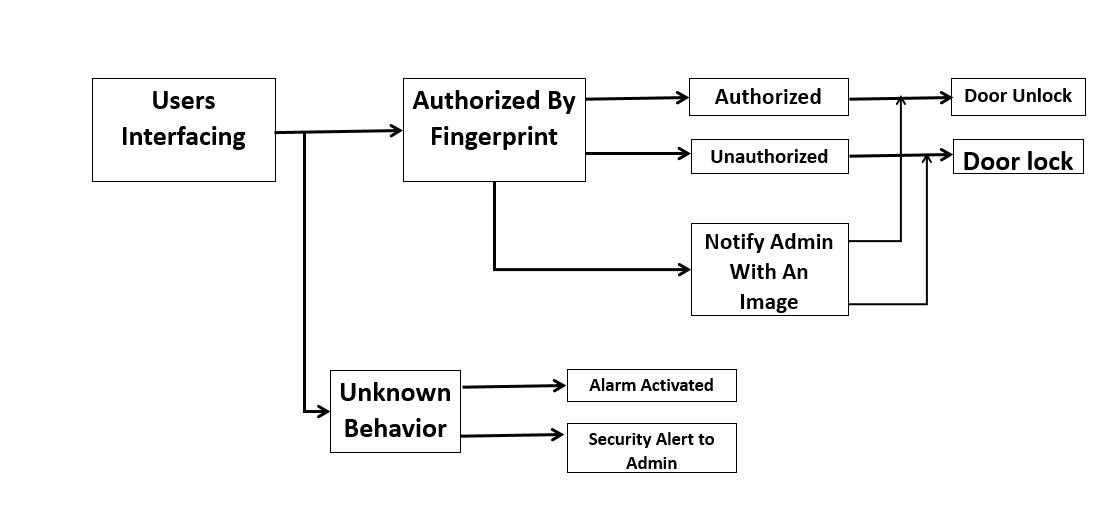 Users
Interfacing
Authorized By
Fingerprint
Authorized
Door Unlock
Unauthorized
Door lock
Notify Admin
With An
Image
Unknown
Behavior
Alarm Activated
Security Alert to
Admin